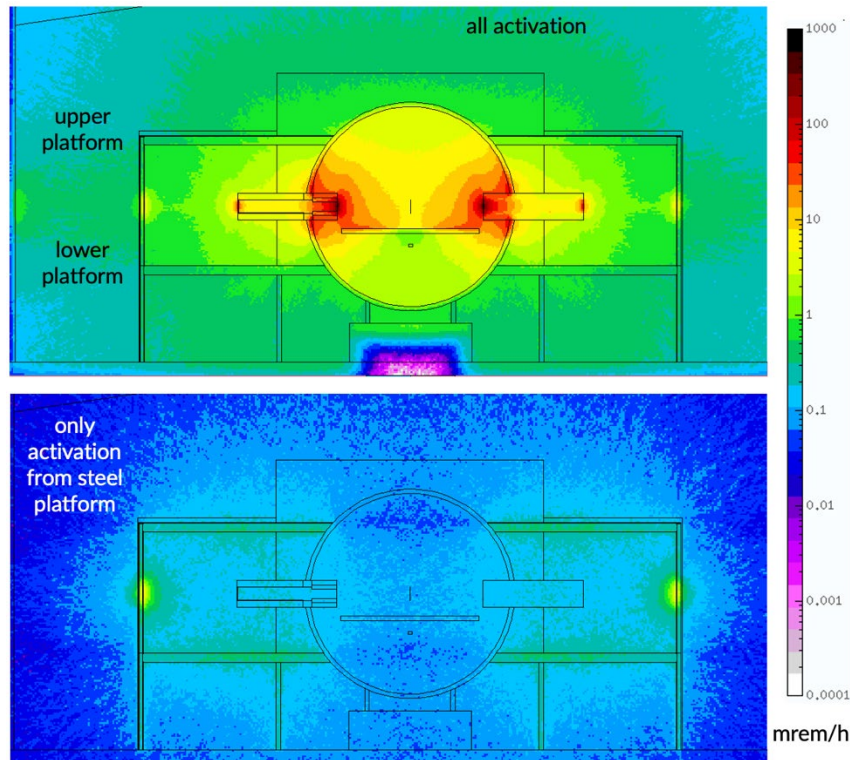 all activation
upper
platform
lower
platform
only
activation
from steel
platform
1000
100
10
1
0.1
0.01
0,001
0.0001
mrem/h